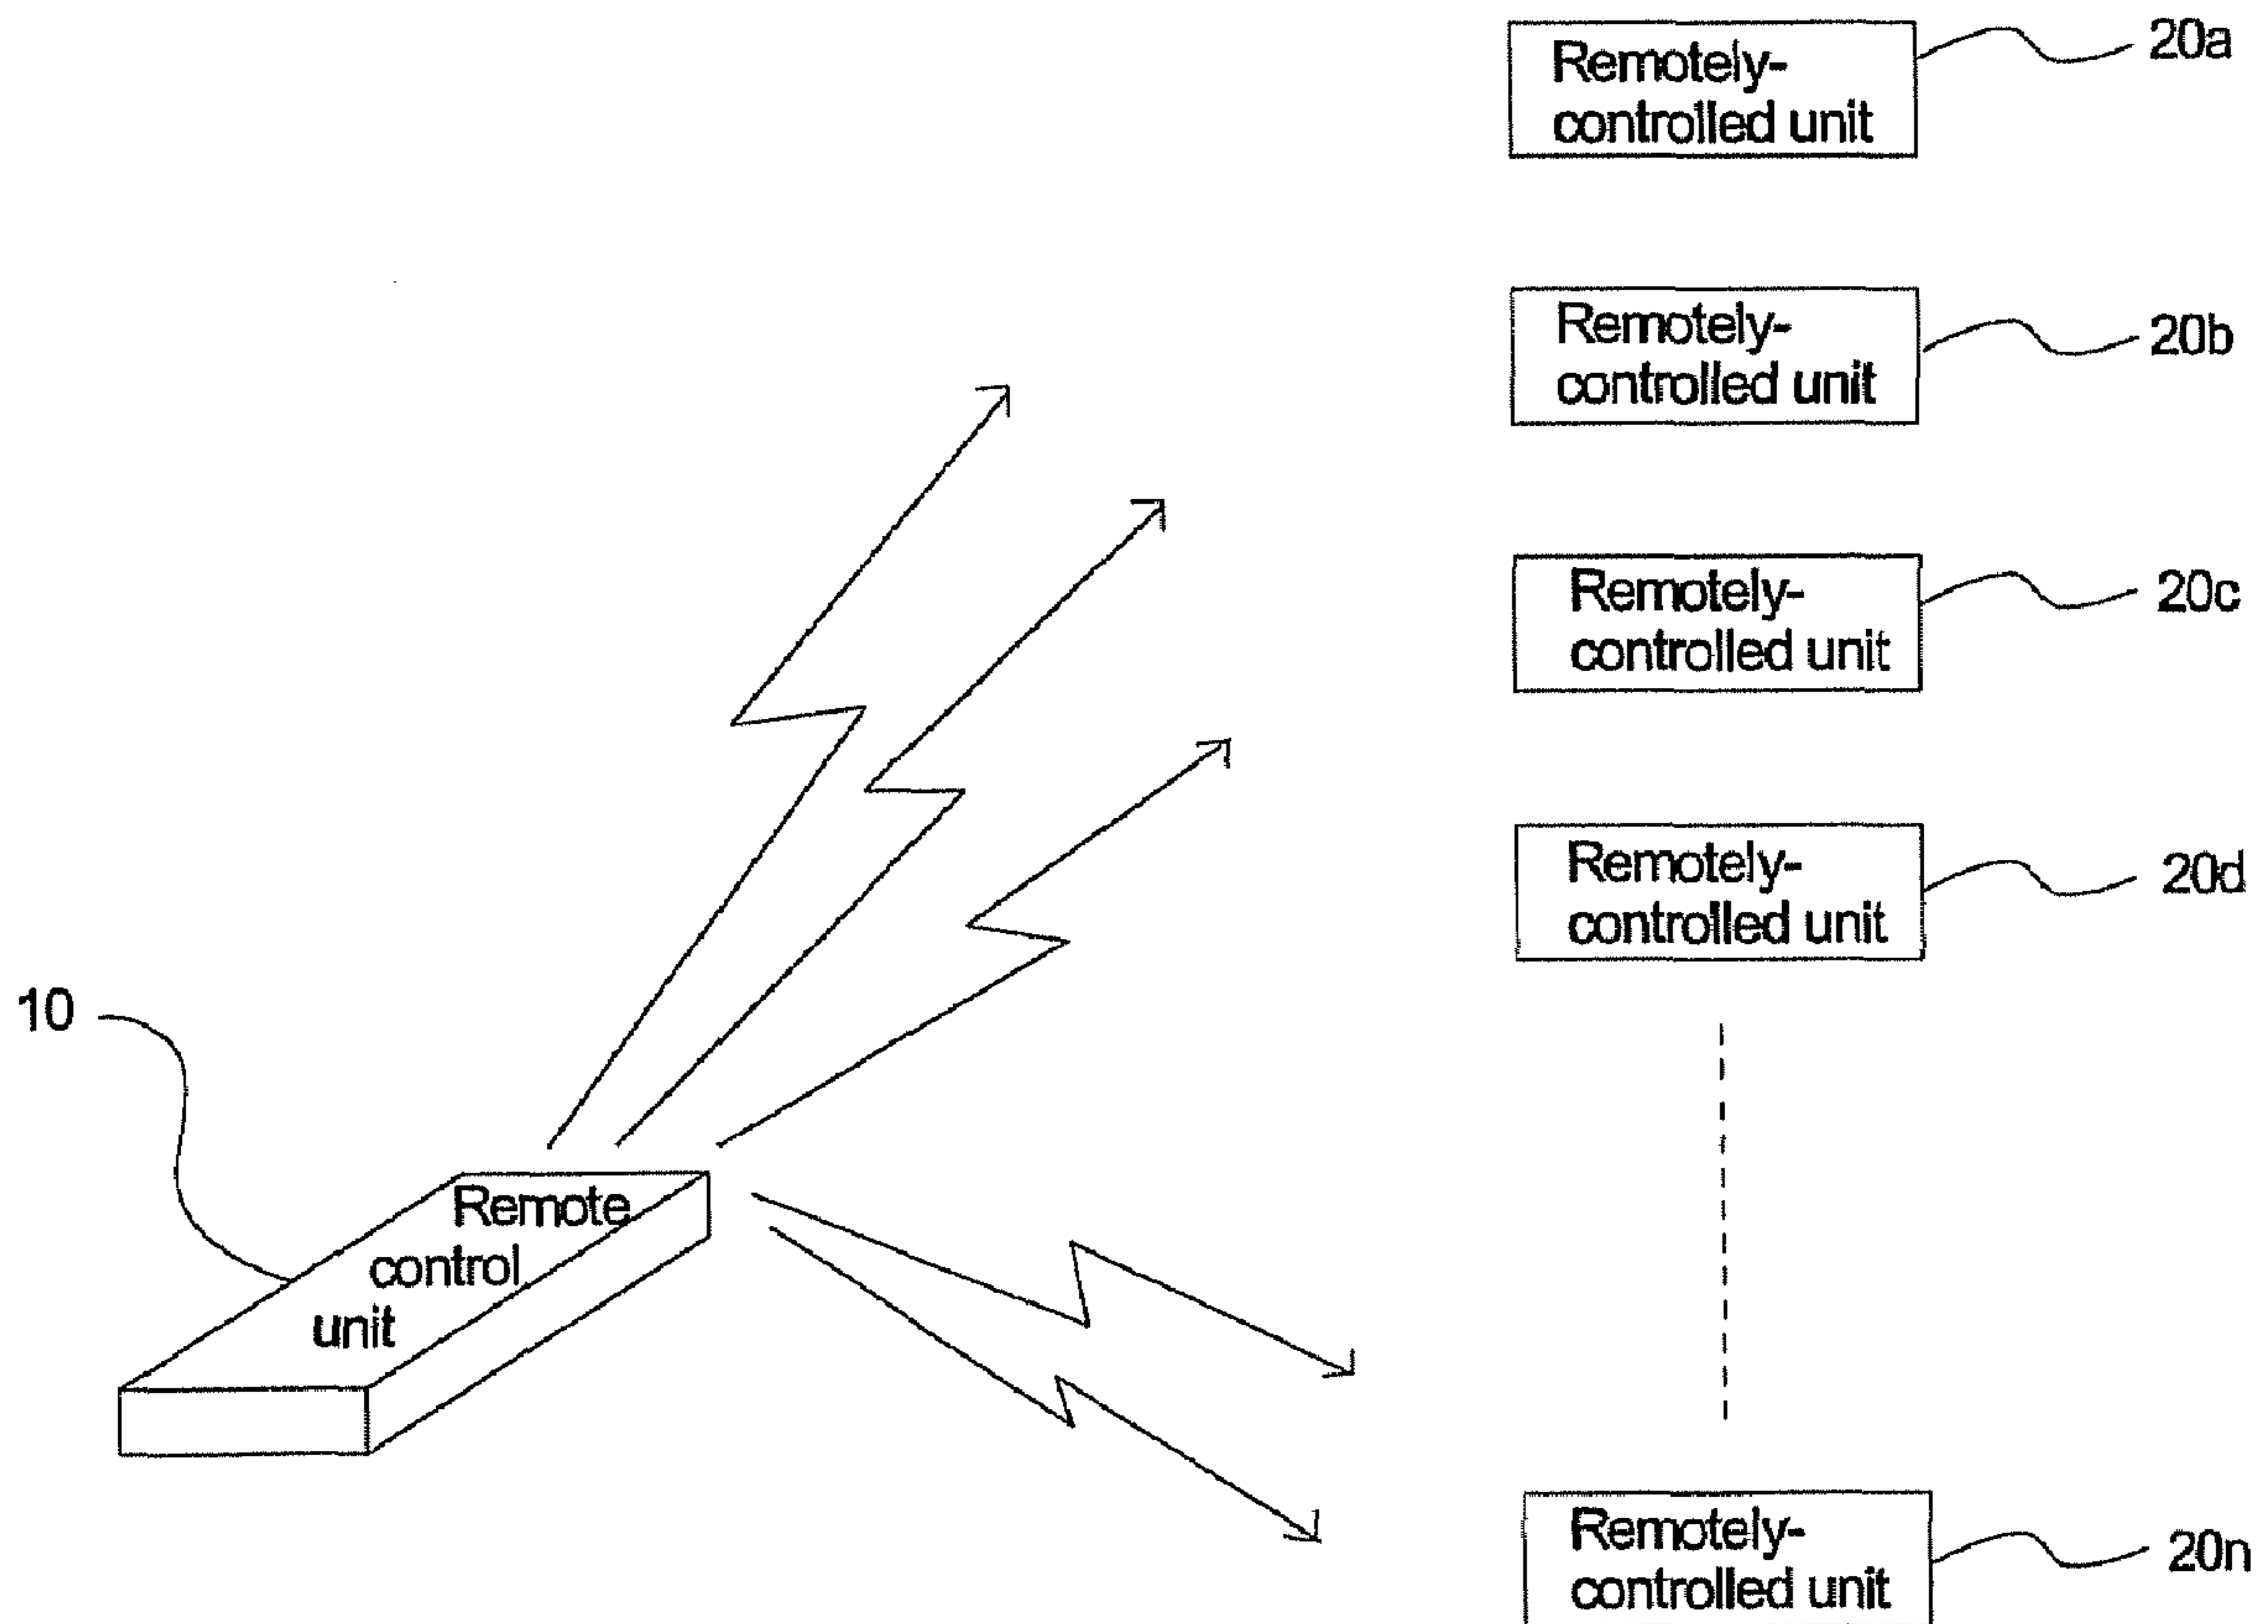 Remotely-
controlled unit
20a
Remotely-
controlled unit
20b
Remotely-
controlled unit
20c
Remotely-
controlled unit
20d
10
Remote
control
unit
Remotely-
controlled unit
20n